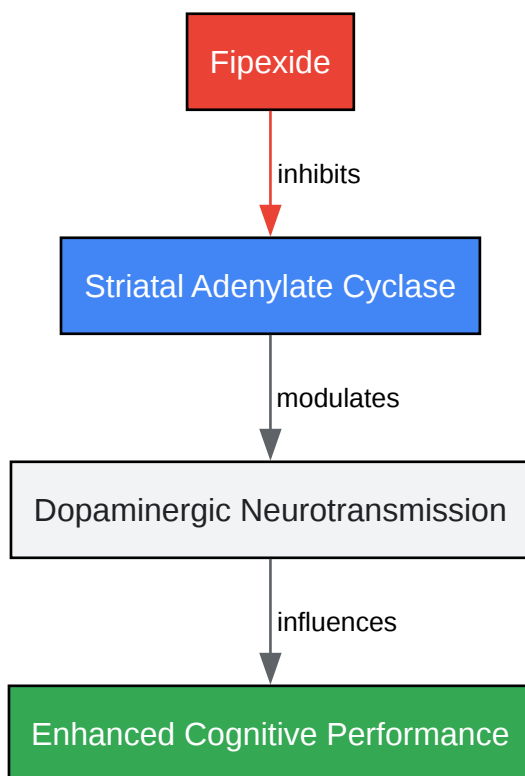 Fipexide
inhibits
Striatal Adenylate Cyclase
modulates
Dopaminergic Neurotransmission
influences
Enhanced Cognitive Performance